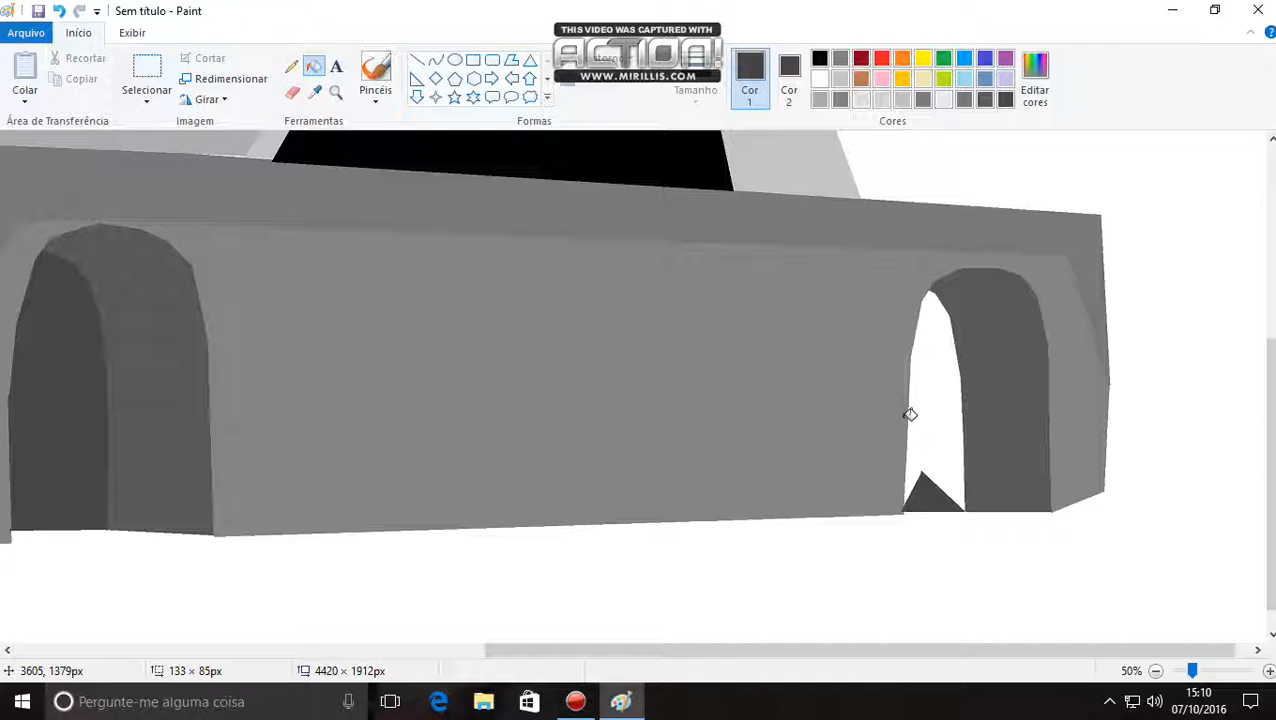 Sem título - Paint
Arquivo
Início
Exibir
THIS VIDEO WAS CAPTURED WITH
ACTION!
WWW.MIRILLIS.COM
Colar
Recortar
Copiar
Área de Transferência
Selecionar
Cortar
Redimensionar
Girar
Imagem
A
Ferramentas
Pincéis
Formas
Tamanho
Cor
1
Cor
2
Cores
Editar
cores
3605, 1379px
133 × 85px
4420 × 1912px
50%
Pergunte-me alguma coisa
15:10
07/10/2016